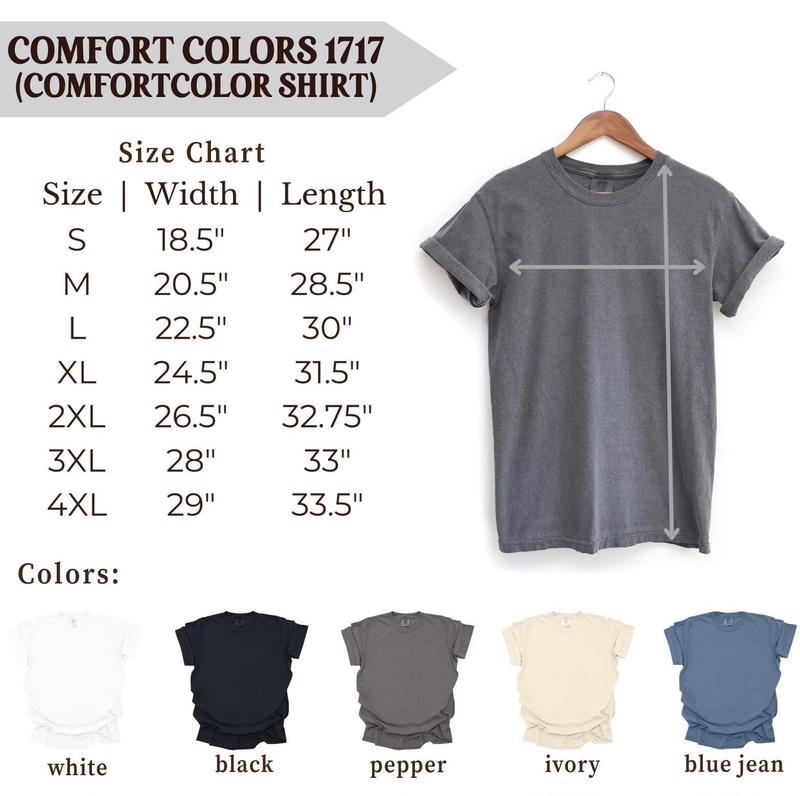 COMFORT COLORS 1717
(COMFORTCOLOR SHIRT)
Size Chart
Size | Width | Length
S 18.5" 27"
M 20.5" 28.5"
L 22.5" 30"
XL 24.5" 31.5"
2XL 26.5" 32.75"
3XL 28" 33"
4XL 29" 33.5"
Colors:
white black pepper ivory blue jean